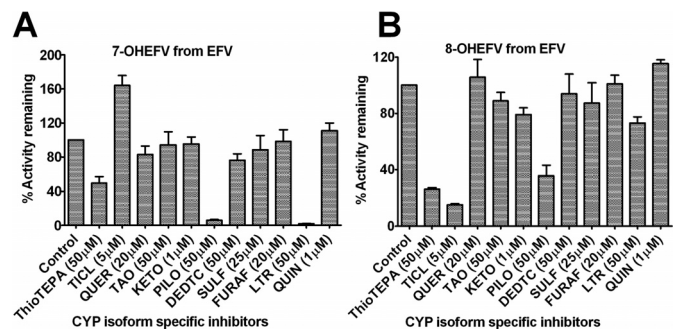 A
7-OHEFV from EFV
% Activity remaining
200
160
120
80
40
0
Control
ThioTEPA (50µM)
TICL (5µM)
QUER (20µM)
TAO (50µM)
KETO (1µM)
PILO (50µM)
DEDTC (50µM)
SULF (25µM)
FURAF (20µM)
LTR (50µM)
QUIN (1µM)
CYP isoform specific inhibitors
B
8-OHEFV from EFV
% Activity remaining
120
80
40
0
Control
ThioTEPA (50µM)
TICL (5µM)
QUER (20µM)
TAO (50µM)
KETO (1µM)
PILO (50µM)
DEDTC (50µM)
SULF (25µM)
FURAF (20µM)
LTR (50µM)
QUIN (1µM)
CYP isoform specific inhibitors